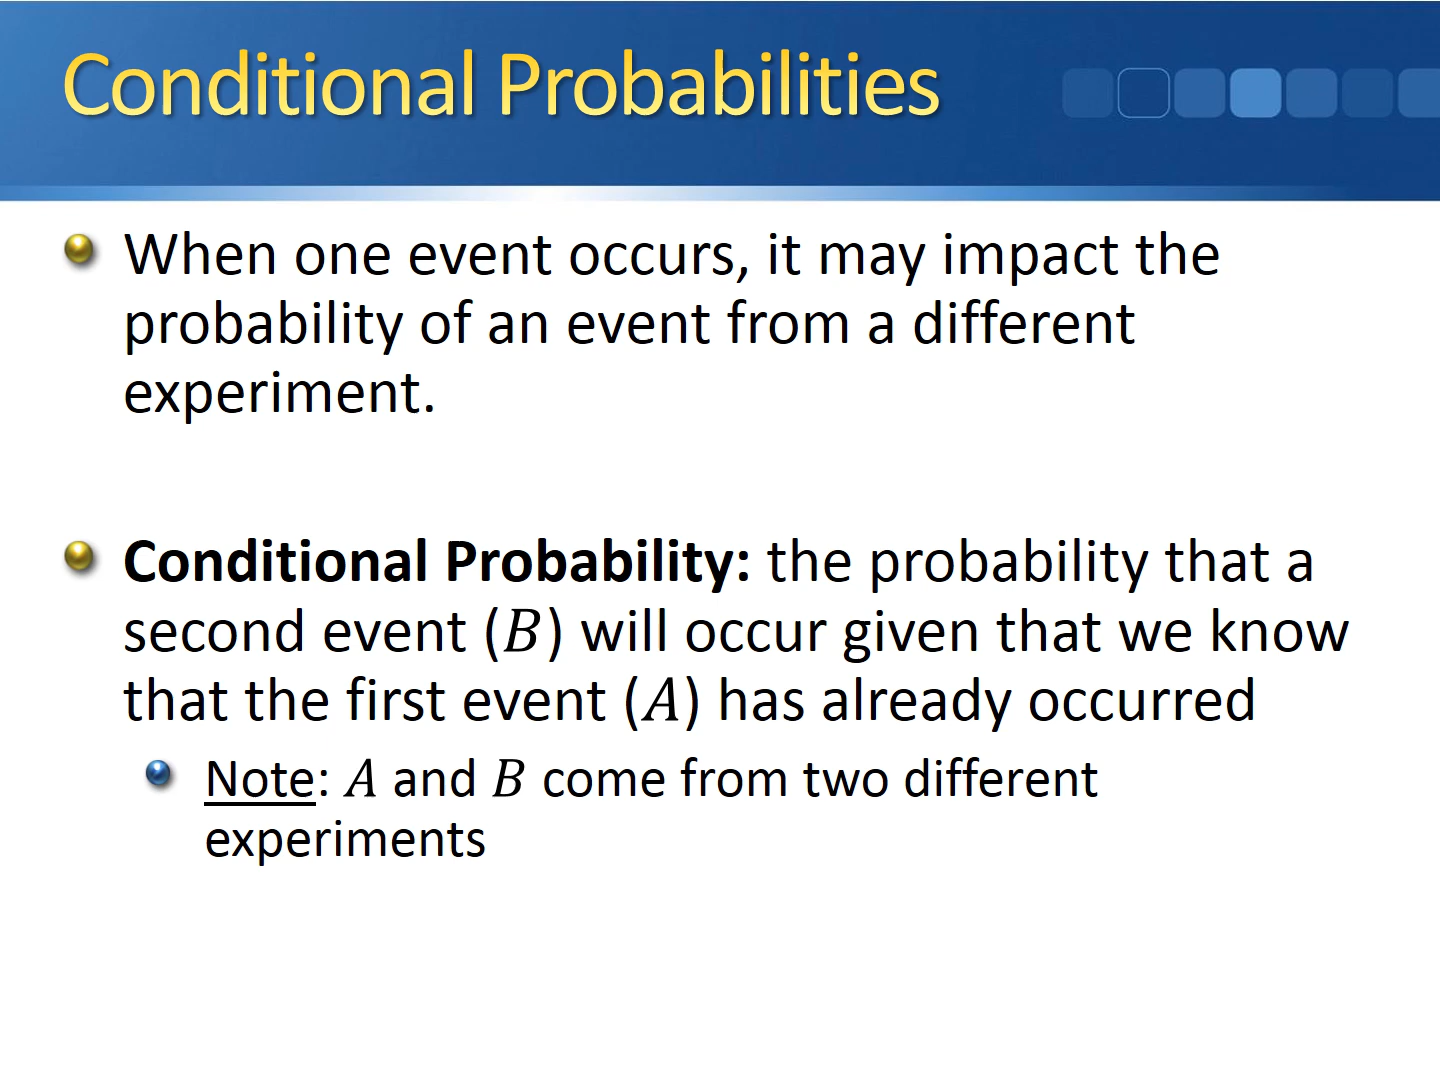 Conditional Probabilities
When one event occurs, it may impact the
probability of an event from a different
experiment.
Conditional Probability: the probability that a
second event (B) will occur given that we know
that the first event (A) has already occurred
Note: A and B come from two different
experiments